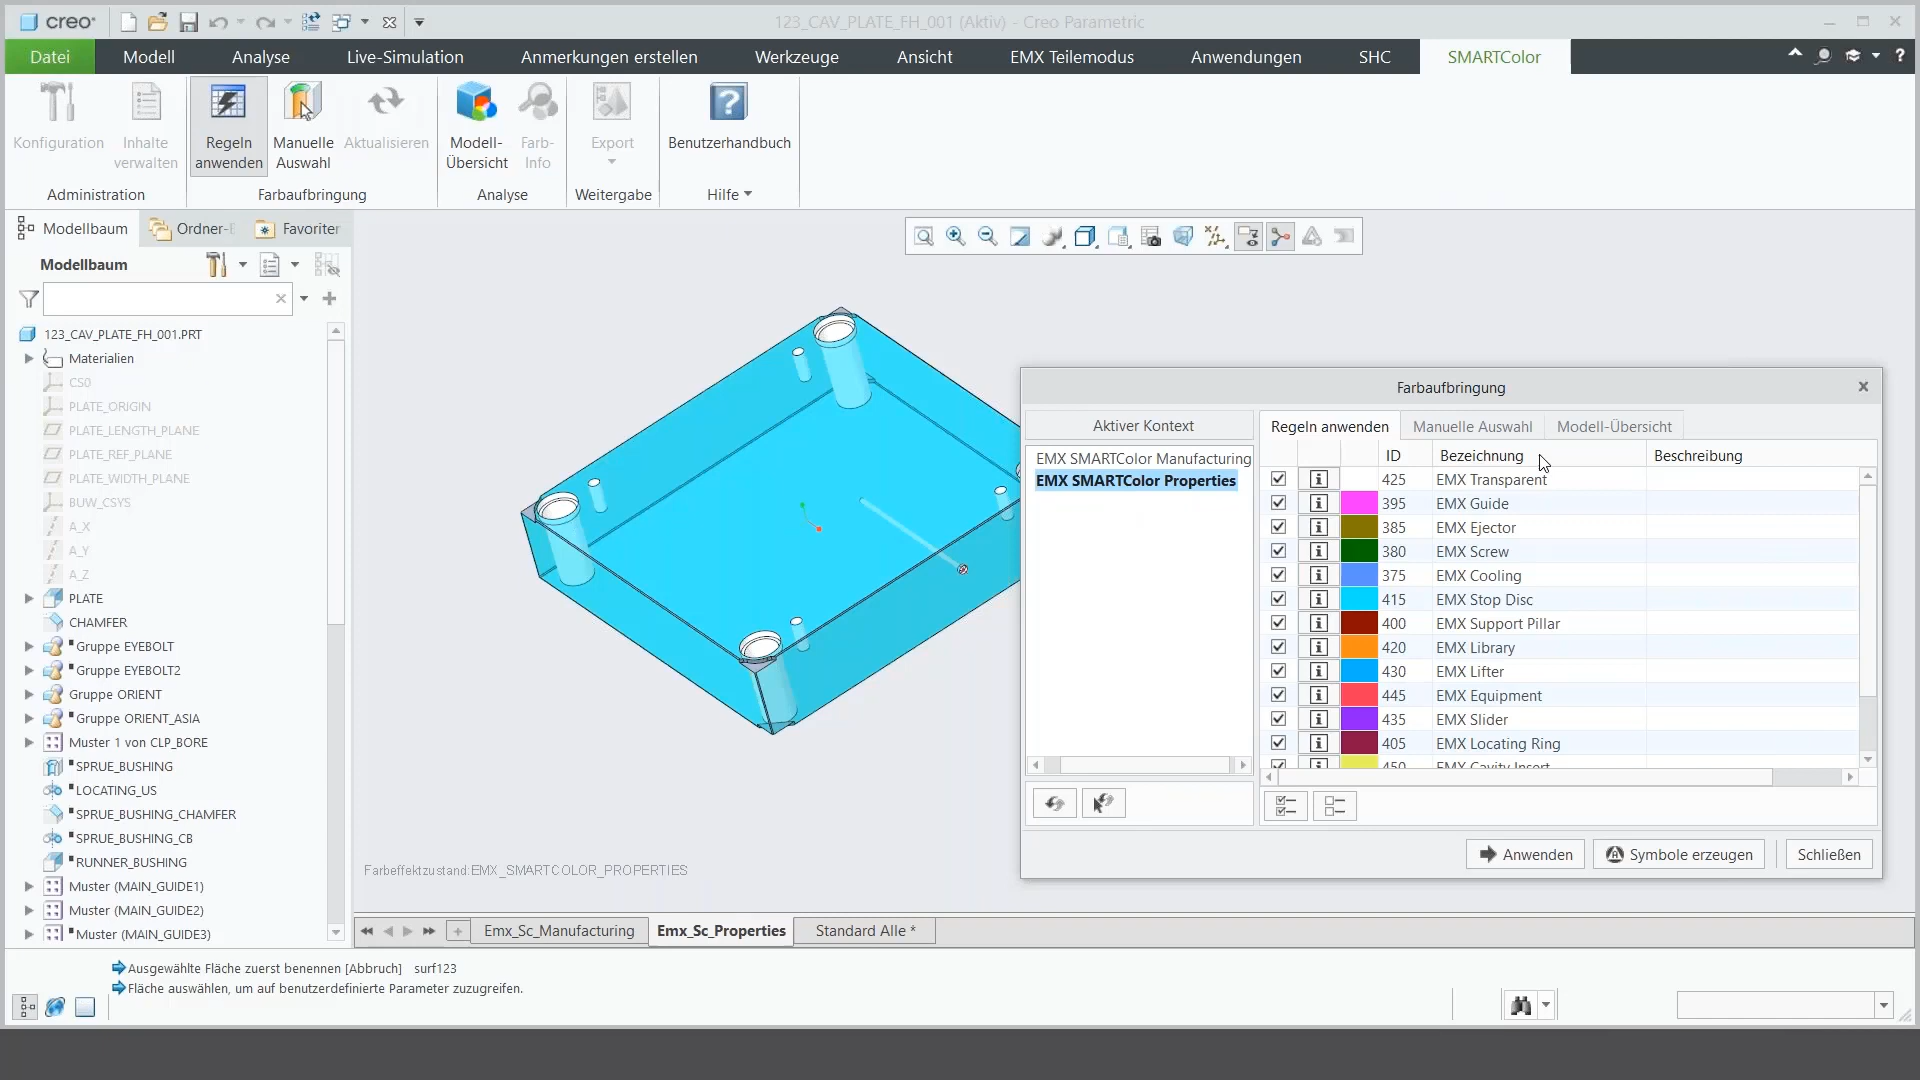 creo
123_CAV_PLATE_FH_001 (Aktiv) - Creo Parametric
Datei
Modell
Analyse
Live-Simulation
Anmerkungen erstellen
Werkzeuge
Ansicht
EMX Teilemodus
Anwendungen
SHC
SMARTColor
Konfiguration
Inhalte verwalten
Regeln anwenden
Manuelle Auswahl
Aktualisieren
Modell-Übersicht
Farb-Info
Export
Benutzerhandbuch
Administration
Farbaufbringung
Analyse
Weitergabe
Hilfe
Modellbaum
Ordner-
Favoriter
Modellbaum
123_CAV_PLATE_FH_001.PRT
Materialien
CS0
PLATE_ORIGIN
PLATE_LENGTH_PLANE
PLATE_REF_PLANE
PLATE_WIDTH_PLANE
BUW_CSYS
A_X
A_Y
A_Z
PLATE
CHAMFER
Gruppe EYEBOLT
Gruppe EYEBOLT2
Gruppe ORIENT
Gruppe ORIENT_ASIA
Muster 1 von CLP_BORE
SPRUE_BUSHING
LOCATING_US
SPRUE_BUSHING_CHAMFER
SPRUE_BUSHING_CB
RUNNER_BUSHING
Muster (MAIN_GUIDE1)
Muster (MAIN_GUIDE2)
Muster (MAIN_GUIDE3)
Farbeffektzustand:EMX_SMARTCOLOR_PROPERTIES
Farbaufbringung
Aktiver Kontext
EMX SMARTColor Manufacturing
EMX SMARTColor Properties
Regeln anwenden
Manuelle Auswahl
Modell-Übersicht
ID Bezeichnung Beschreibung
425 EMX Transparent
395 EMX Guide
385 EMX Ejector
380 EMX Screw
375 EMX Cooling
415 EMX Stop Disc
400 EMX Support Pillar
420 EMX Library
430 EMX Lifter
445 EMX Equipment
435 EMX Slider
405 EMX Locating Ring
450 EMX Cavity Insert
Anwenden
Symbole erzeugen
Schließen
Emx_Sc_Manufacturing
Emx_Sc_Properties
Standard Alle *
Ausgewählte Fläche zuerst benennen [Abbruch] surf123
Fläche auswählen, um auf benutzerdefinierte Parameter zuzugreifen.